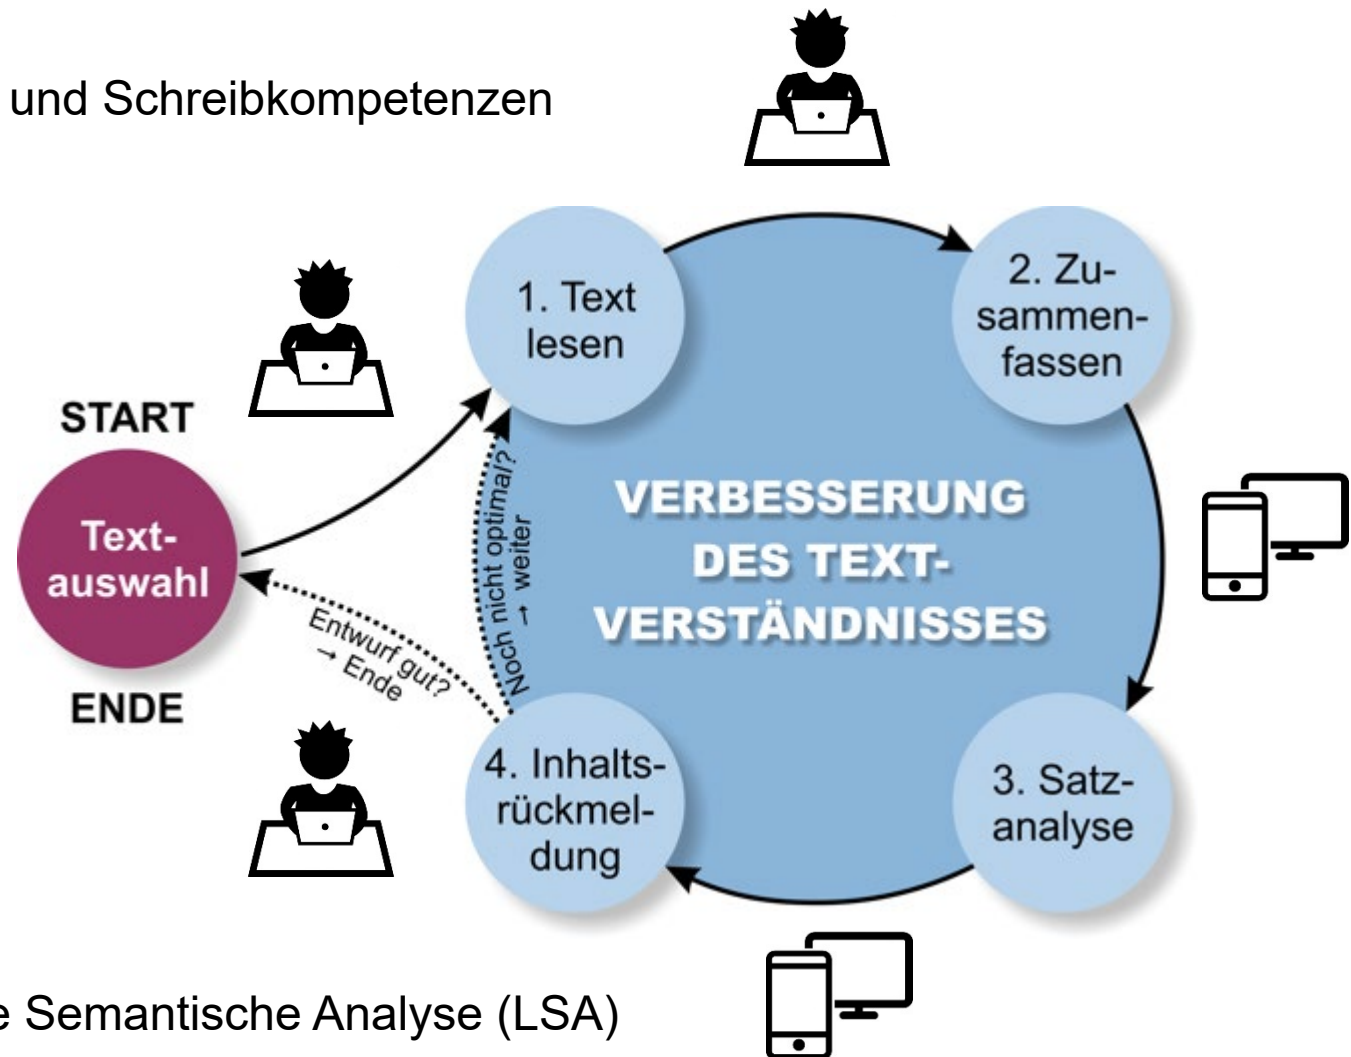 und Schreibkompetenzen
1. Text
lesen
2. Zu-
sammen-
fassen
START
Text-
auswahl
ENDE
Noch nicht optimal?
→ weiter
Entwurf gut?
→ Ende
VERBESSERUNG
DES TEXT-
VERSTÄNDNISSES
4. Inhalts-
rückmel-
dung
3. Satz-
analyse
e Semantische Analyse (LSA)